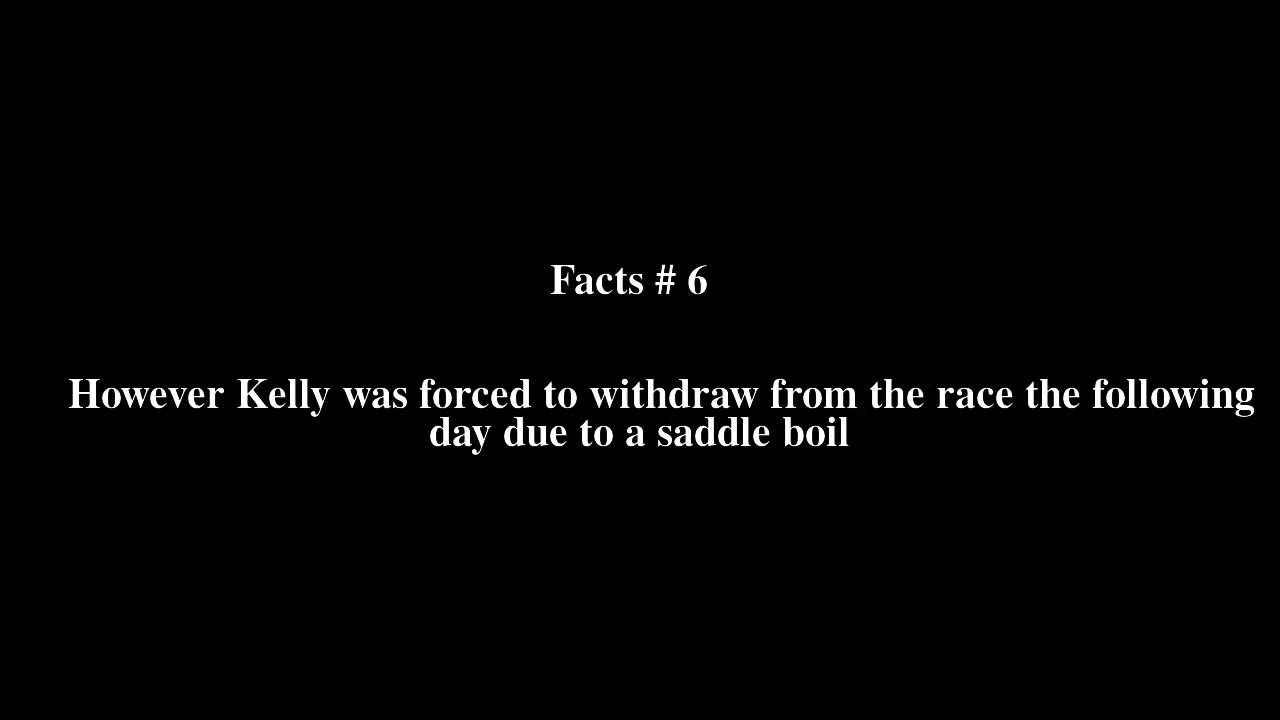 Facts # 6
However Kelly was forced to withdraw from the race the following
day due to a saddle boil